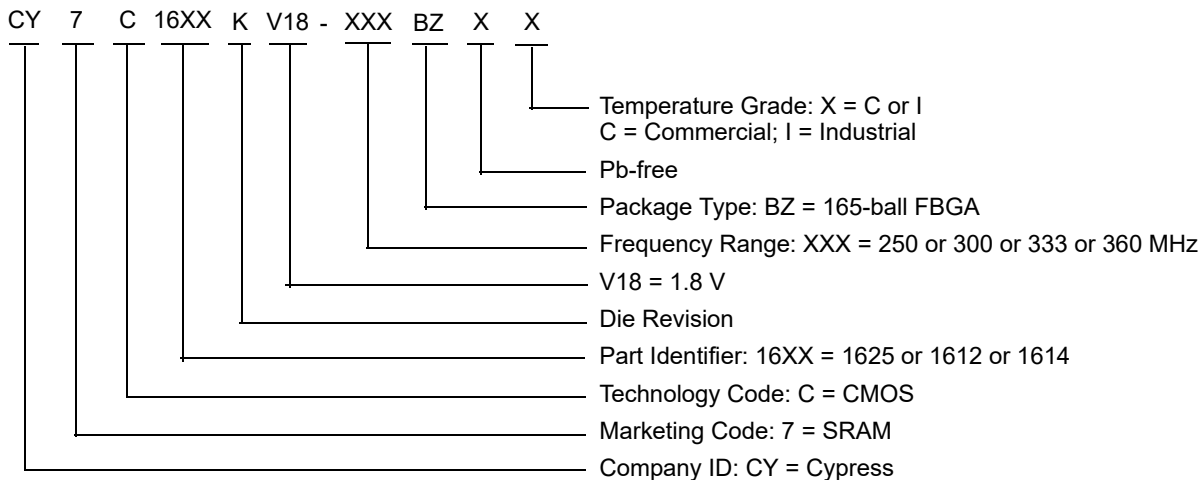 CY 7 C 16XX K V18 - XXX BZ X X
Temperature Grade: X = C or I
C = Commercial; I = Industrial
Pb-free
Package Type: BZ = 165-ball FBGA
Frequency Range: XXX = 250 or 300 or 333 or 360 MHz
V18 = 1.8 V
Die Revision
Part Identifier: 16XX = 1625 or 1612 or 1614
Technology Code: C = CMOS
Marketing Code: 7 = SRAM
Company ID: CY = Cypress